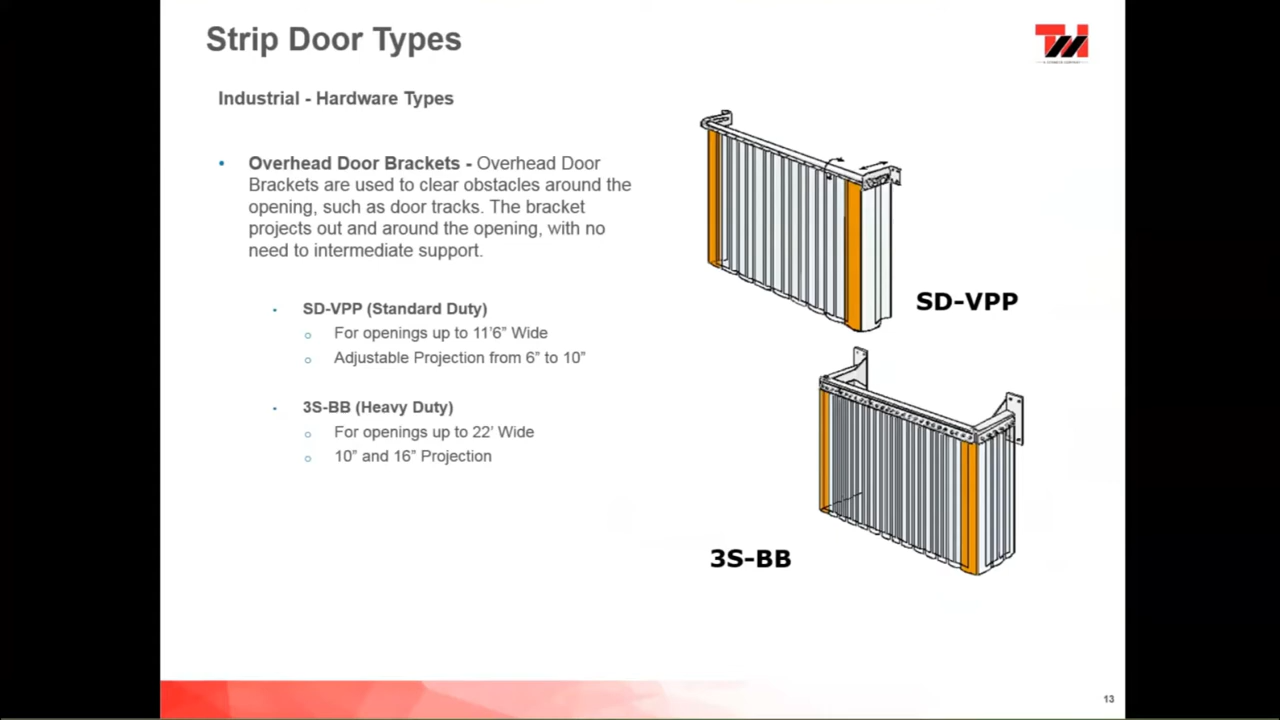 Strip Door Types
Industrial - Hardware Types
• Overhead Door Brackets - Overhead Door
Brackets are used to clear obstacles around the
opening, such as door tracks. The bracket
projects out and around the opening, with no
need to intermediate support.
• SD-VPP (Standard Duty)
○ For openings up to 11’6” Wide
○ Adjustable Projection from 6” to 10”
• 3S-BB (Heavy Duty)
○ For openings up to 22’ Wide
○ 10” and 16” Projection
SD-VPP
3S-BB
13